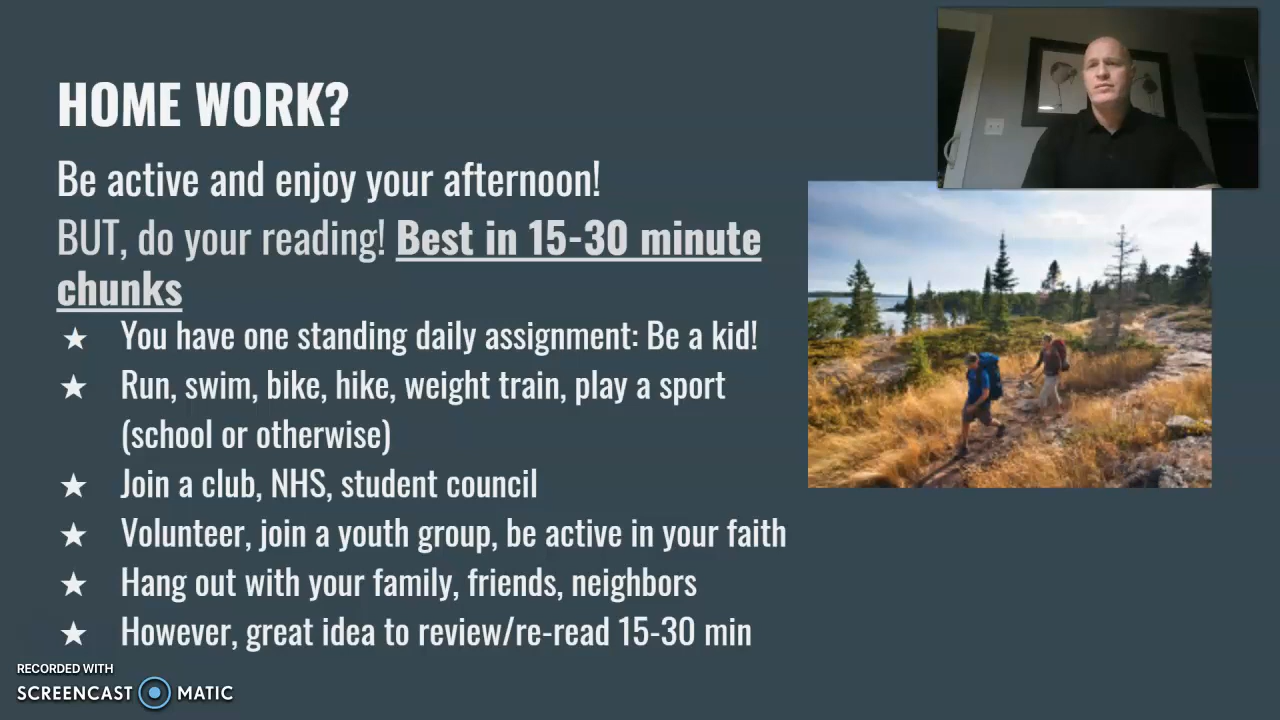 HOME WORK?
Be active and enjoy your afternoon!
BUT, do your reading! Best in 15-30 minute
chunks
★ You have one standing daily assignment: Be a kid!
★ Run, swim, bike, hike, weight train, play a sport
(school or otherwise)
★ Join a club, NHS, student council
★ Volunteer, join a youth group, be active in your faith
★ Hang out with your family, friends, neighbors
★ However, great idea to review/re-read 15-30 min
RECORDED WITH
SCREENCAST MATIC